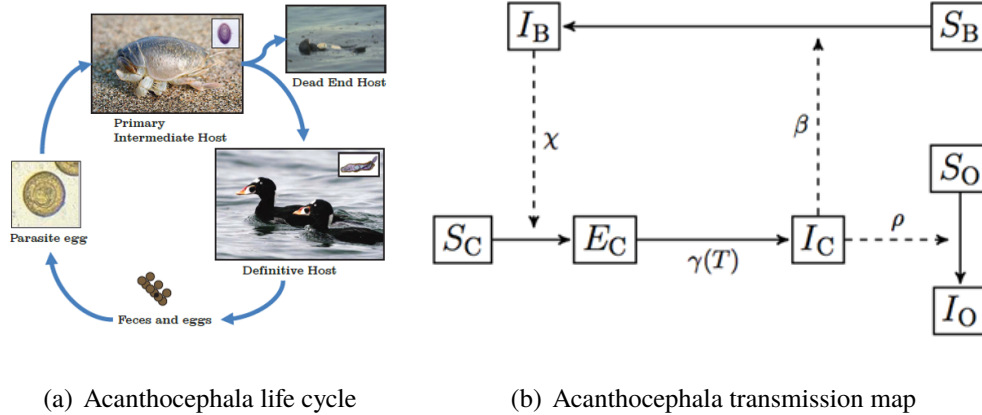 Dead End Host
Primary
Intermediate Host
Parasite egg
Definitive Host
Feces and eggs
(a) Acanthocephala life cycle
I_B
S_B
χ
β
S_O
S_C
E_C
γ(T)
I_C
ρ
I_O
(b) Acanthocephala transmission map